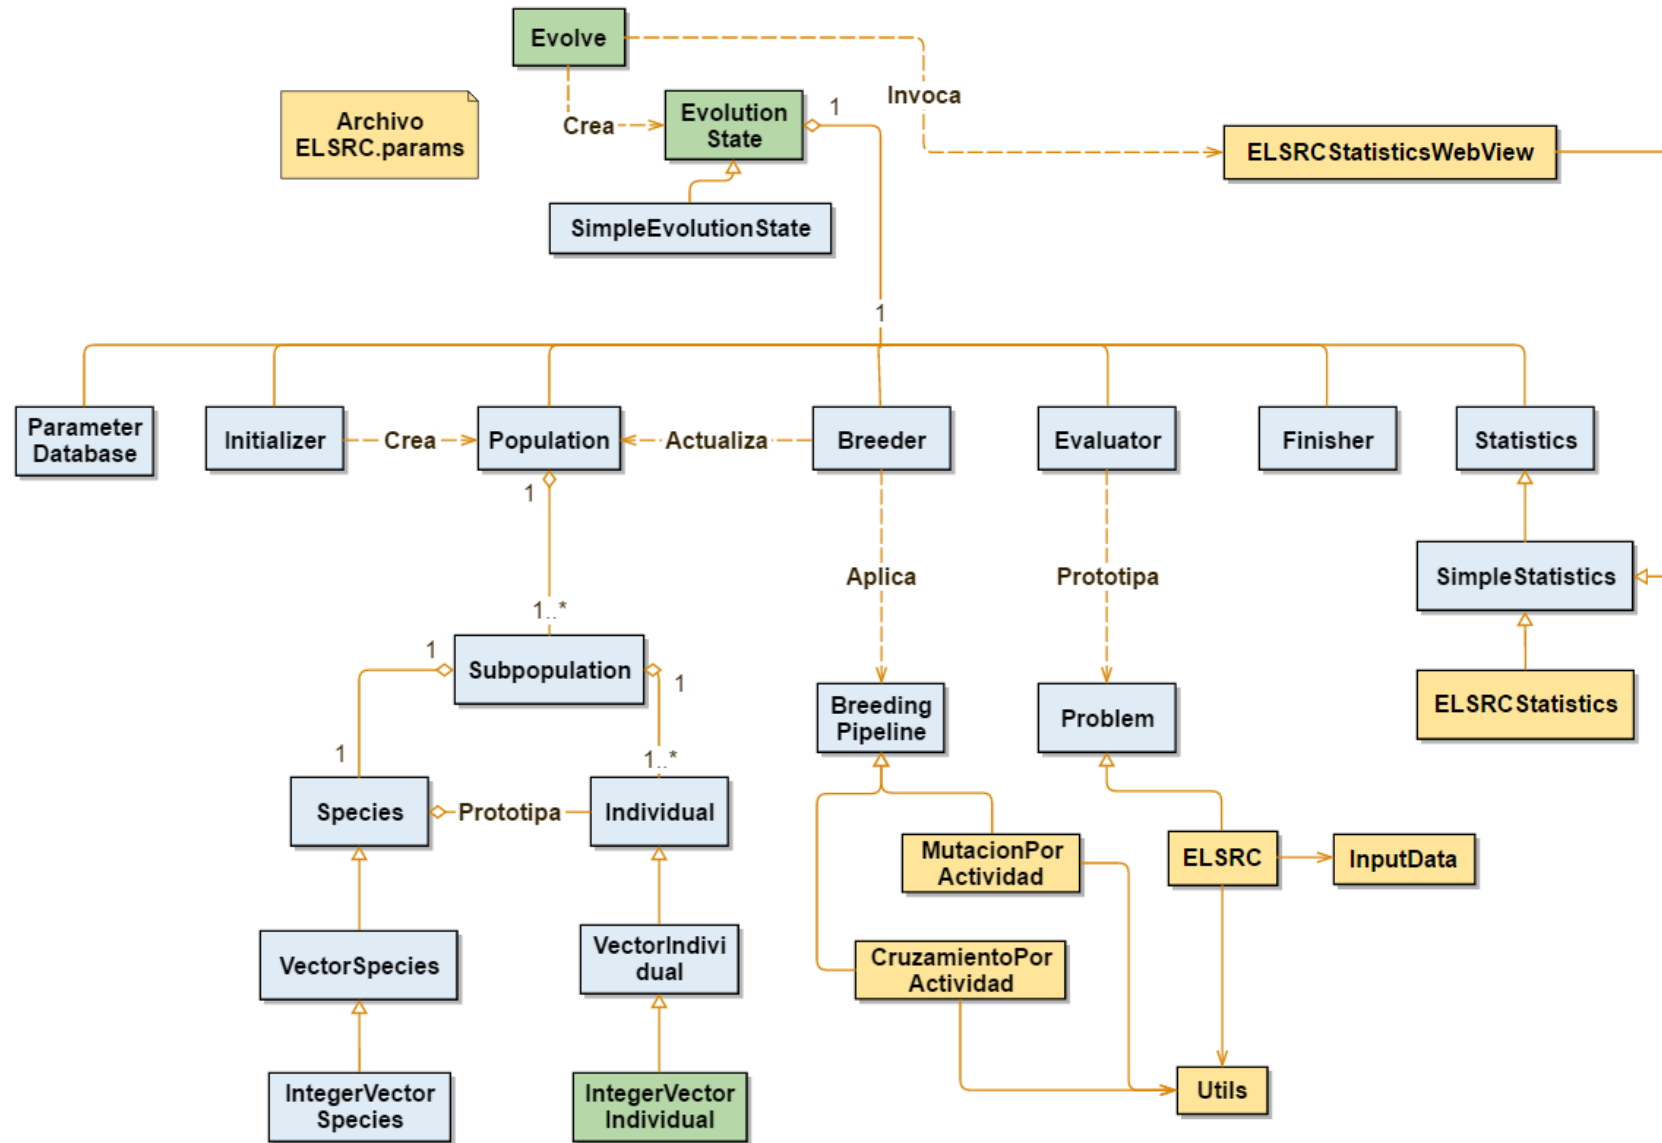 Evolve
Invoca
Archivo
ELSRC.params
Crea
Evolution
State
1
ELSRCStatisticsWebView
SimpleEvolutionState
1
Parameter
Database
Initializer
Crea
Population
Actualiza
Breeder
Evaluator
Finisher
Statistics
1
Aplica
Prototipa
SimpleStatistics
1..*
1
Subpopulation
1
Breeding
Pipeline
Problem
ELSRCStatistics
1
1..*
Species
Prototipa
Individual
MutacionPor
Actividad
ELSRC
InputData
VectorSpecies
VectorIndivi
dual
CruzamientoPor
Actividad
IntegerVector
Species
IntegerVector
Individual
Utils